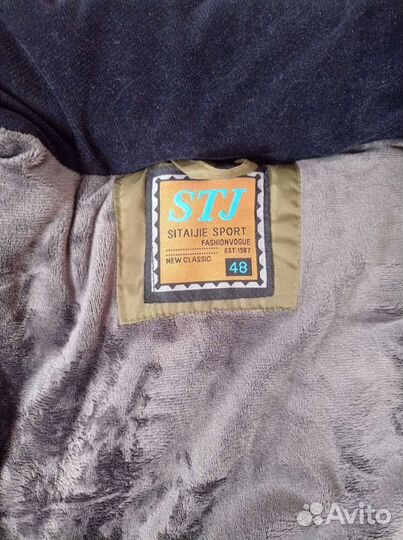 STJ
SITAIJIE SPORT
FASHIONVOGUE
EST:1987
NEW CLASSIC
48
Avito